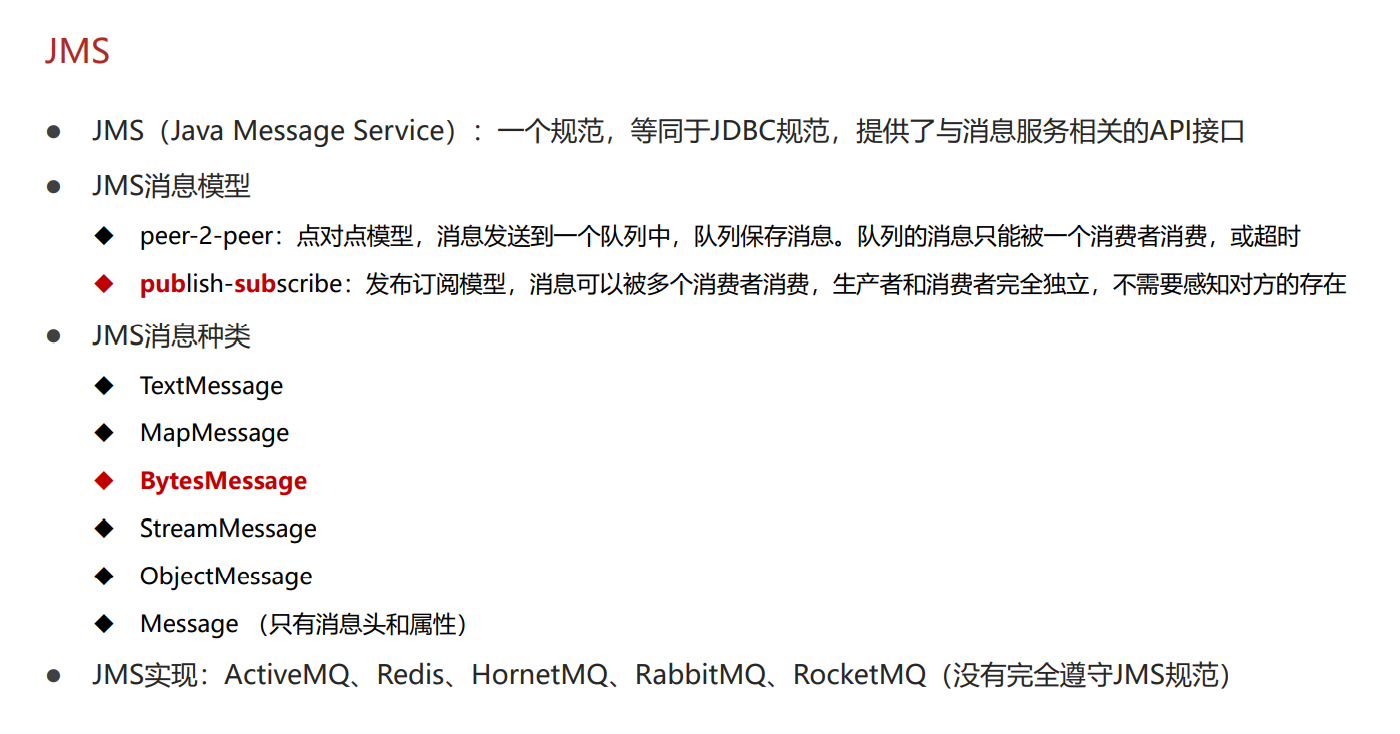 JMS
● JMS（Java Message Service）：一个规范，等同于JDBC规范，提供了与消息服务相关的API接口
● JMS消息模型
◆ peer-2-peer：点对点模型，消息发送到一个队列中，队列保存消息。队列的消息只能被一个消费者消费，或超时
◆ publish-subscribe：发布订阅模型，消息可以被多个消费者消费，生产者和消费者完全独立，不需要感知对方的存在
● JMS消息种类
◆ TextMessage
◆ MapMessage
◆ BytesMessage
◆ StreamMessage
◆ ObjectMessage
◆ Message （只有消息头和属性）
● JMS实现：ActiveMQ、Redis、HornetMQ、RabbitMQ、RocketMQ（没有完全遵守JMS规范）